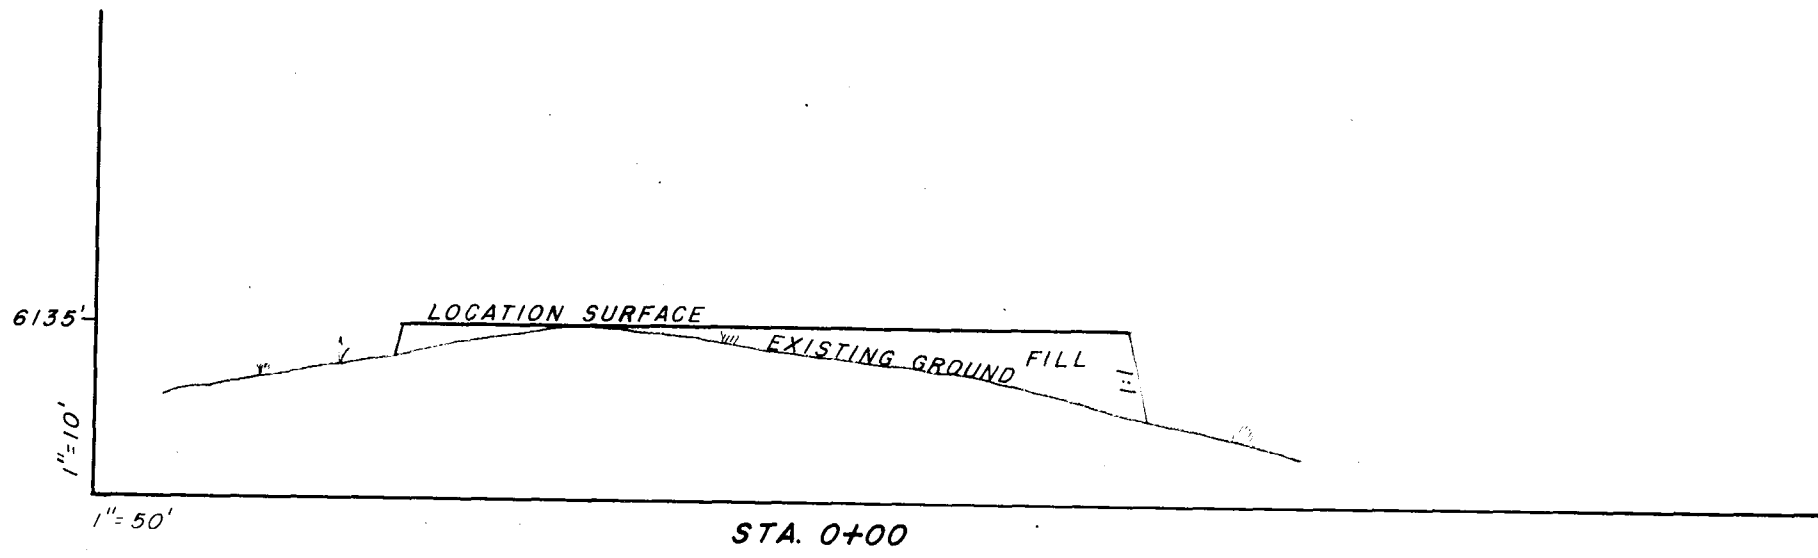 6135'
LOCATION SURFACE
EXISTING GROUND
FILL
1:1
1"=10'
1"=50'
STA. 0+00